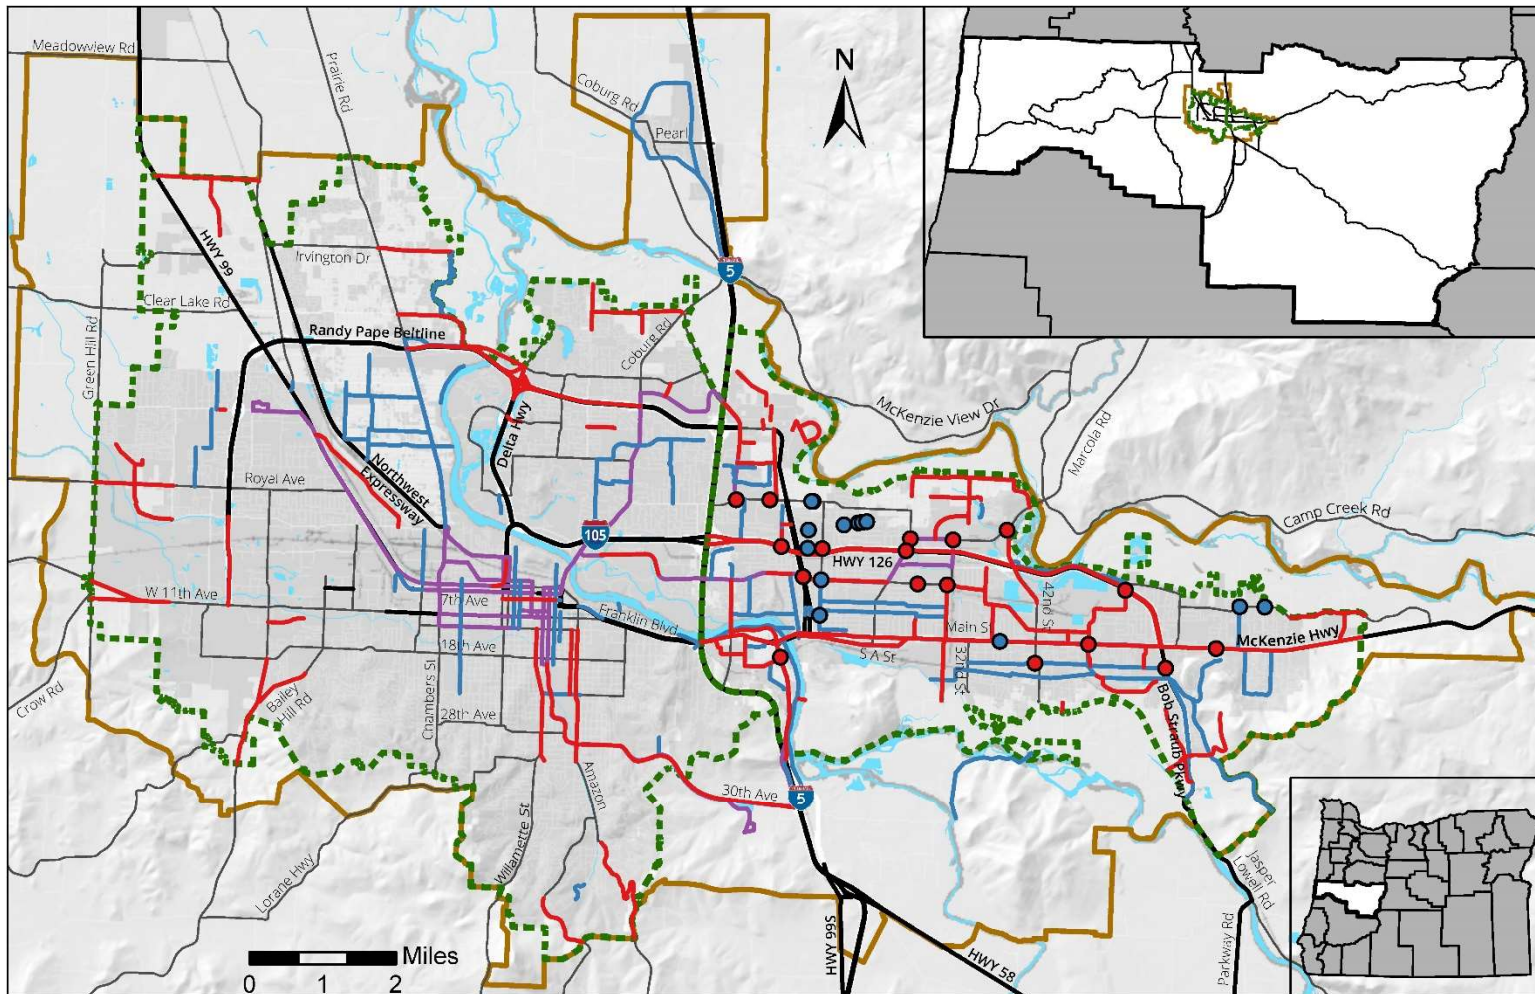 Meadowview Rd
Prairie Rd
Coburg Rd
Pearl
N
5
HWY 99
Irvington Dr
Clear Lake Rd
Green Hill Rd
Randy Pape Beltline
Coburg Rd
Delta Hwy
McKenzie View Dr
Marcola Rd
Royal Ave
Northwest
Expressway
105
Camp Creek Rd
HWY 126
W 11th Ave
7th Ave
Franklin Blvd
42nd St
Main St
McKenzie Hwy
18th Ave
S A St
32nd St
Crow Rd
Bailey
Hill Rd
Chambers St
28th Ave
Bob Straub Pkwy
Amazon
30th Ave
5
Willamette St
Lorane Hwy
Jasper
Lowell Rd
Parkway Rd
HWY 99S
HWY 58
Miles
0 1 2